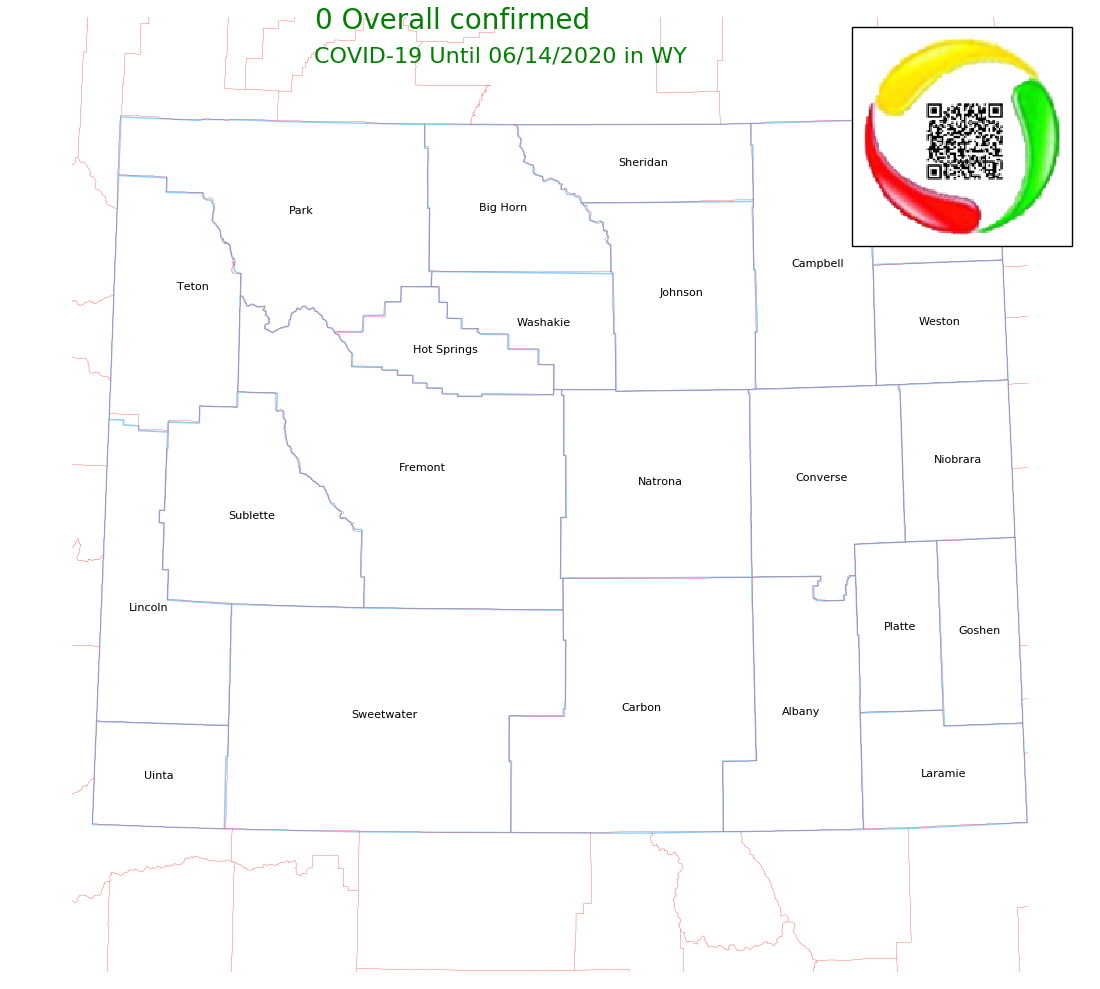 0 Overall confirmed
COVID-19 Until 06/14/2020 in WY
Sheridan
Park
Big Horn
Campbell
Teton
Johnson
Washakie
Weston
Hot Springs
Niobrara
Fremont
Converse
Natrona
Sublette
Lincoln
Platte
Goshen
Carbon
Albany
Sweetwater
Laramie
Uinta